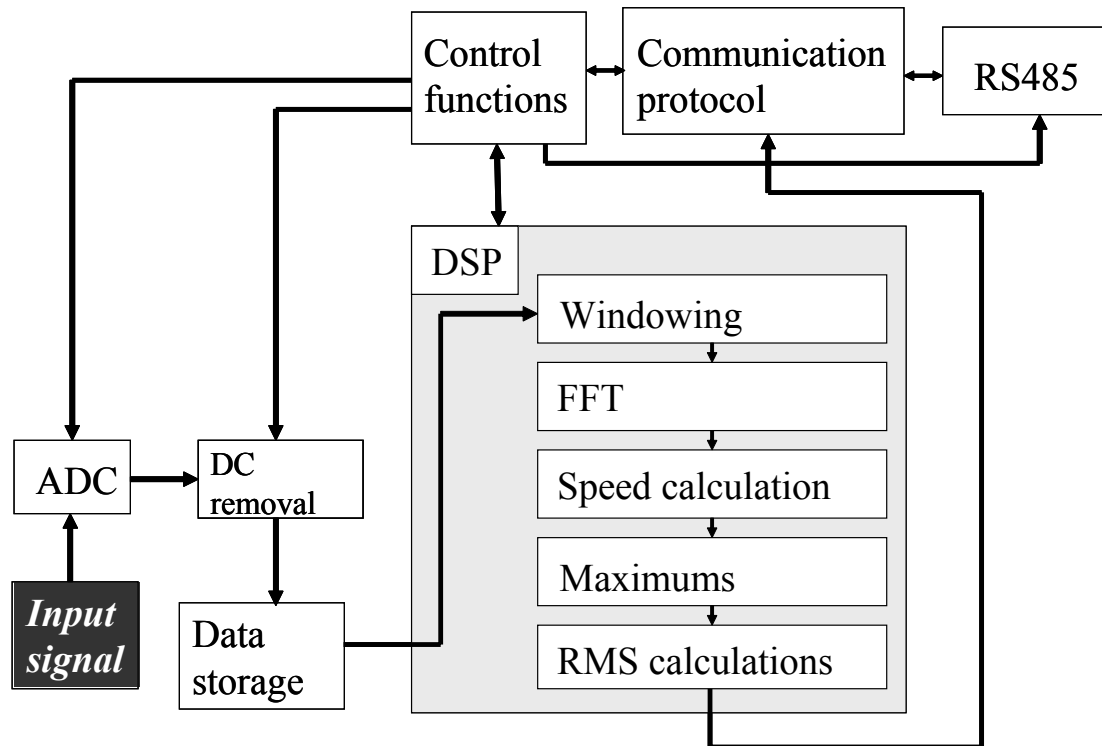 Control
functions
Communication
protocol
RS485
DSP
Windowing
FFT
Speed calculation
Maximums
RMS calculations
ADC
DC
removal
Input
signal
Data
storage